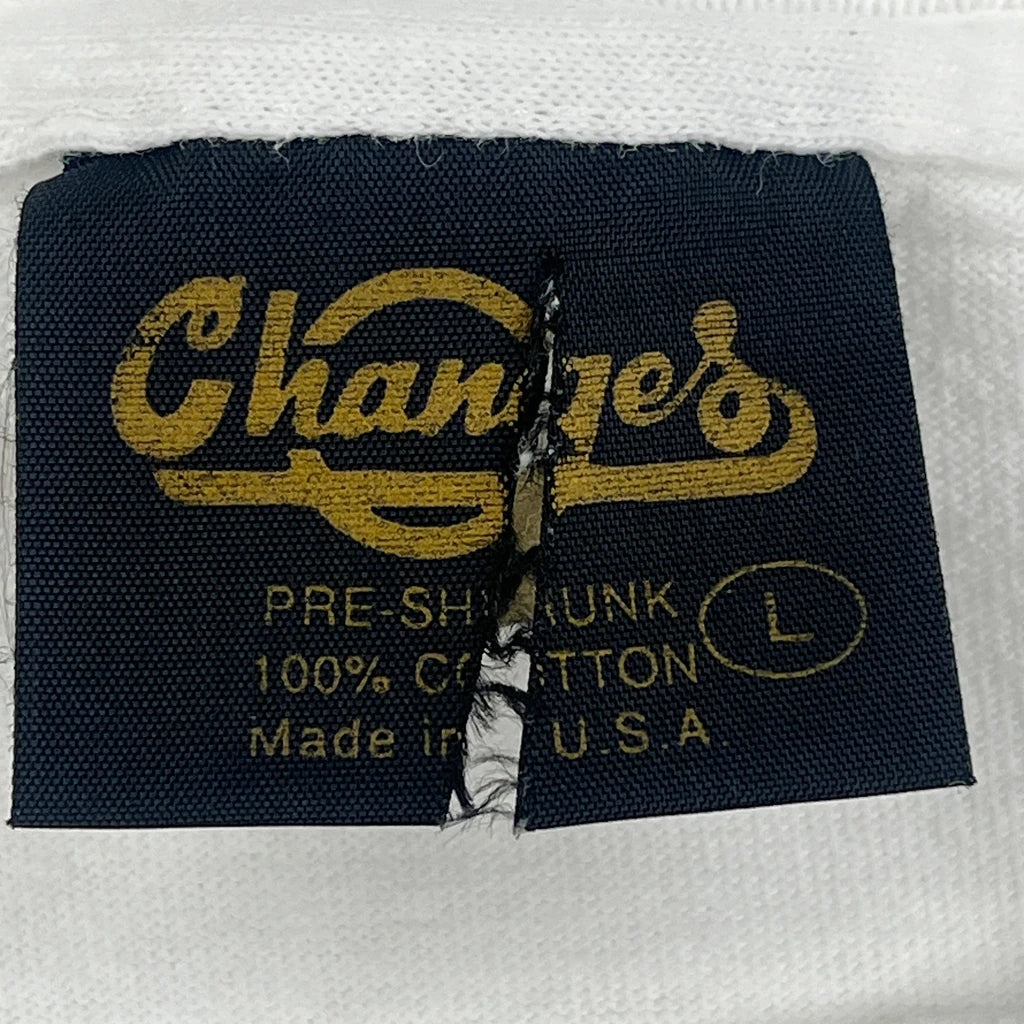 Changes
PRE-SHRUNK L
100% COTTON
Made in U.S.A.